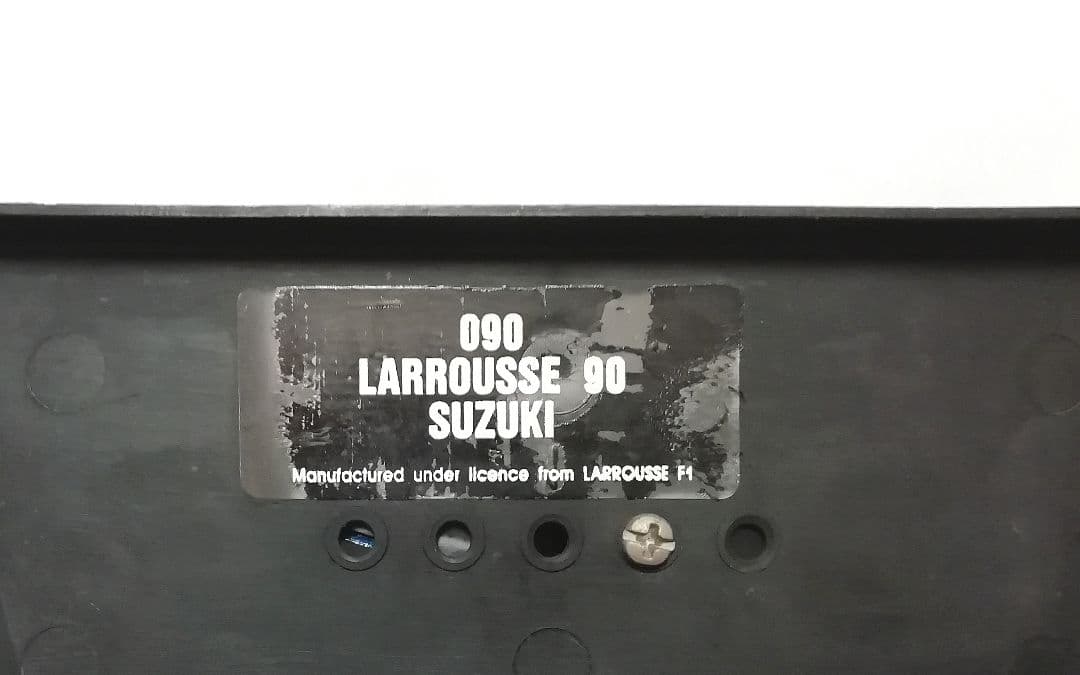 090
LARROUSSE 90
SUZUKI
Manufactured under licence from LARROUSSE F1